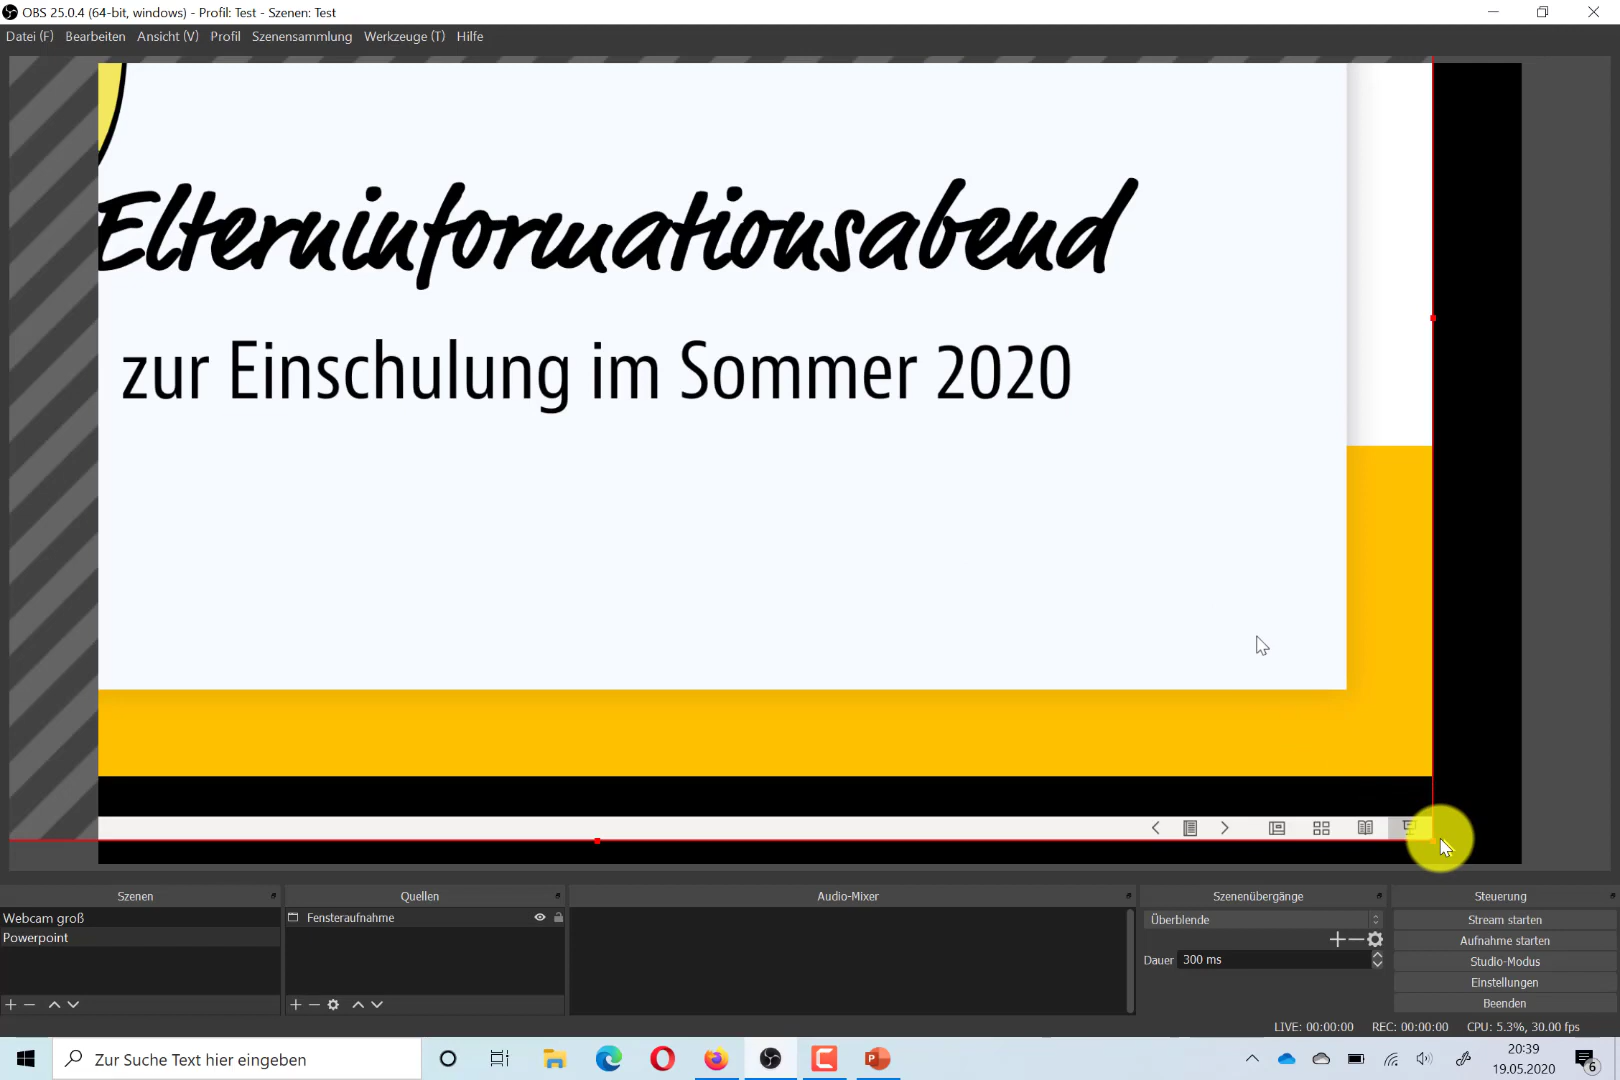 OBS 25.0.4 (64-bit, windows) - Profil: Test - Szenen: Test
Datei (F) Bearbeiten Ansicht (V) Profil Szenensammlung Werkzeuge (T) Hilfe
Elterninformationsabend
zur Einschulung im Sommer 2020
Szenen Quellen Audio-Mixer Szenenübergänge Steuerung
Webcam groß Fensteraufnahme Überblende Stream starten
Powerpoint Aufnahme starten
Dauer 300 ms Studio-Modus
Einstellungen
Beenden
LIVE: 00:00:00 REC: 00:00:00 CPU: 5.3%, 30.00 fps
Zur Suche Text hier eingeben 20:39
19.05.2020 6